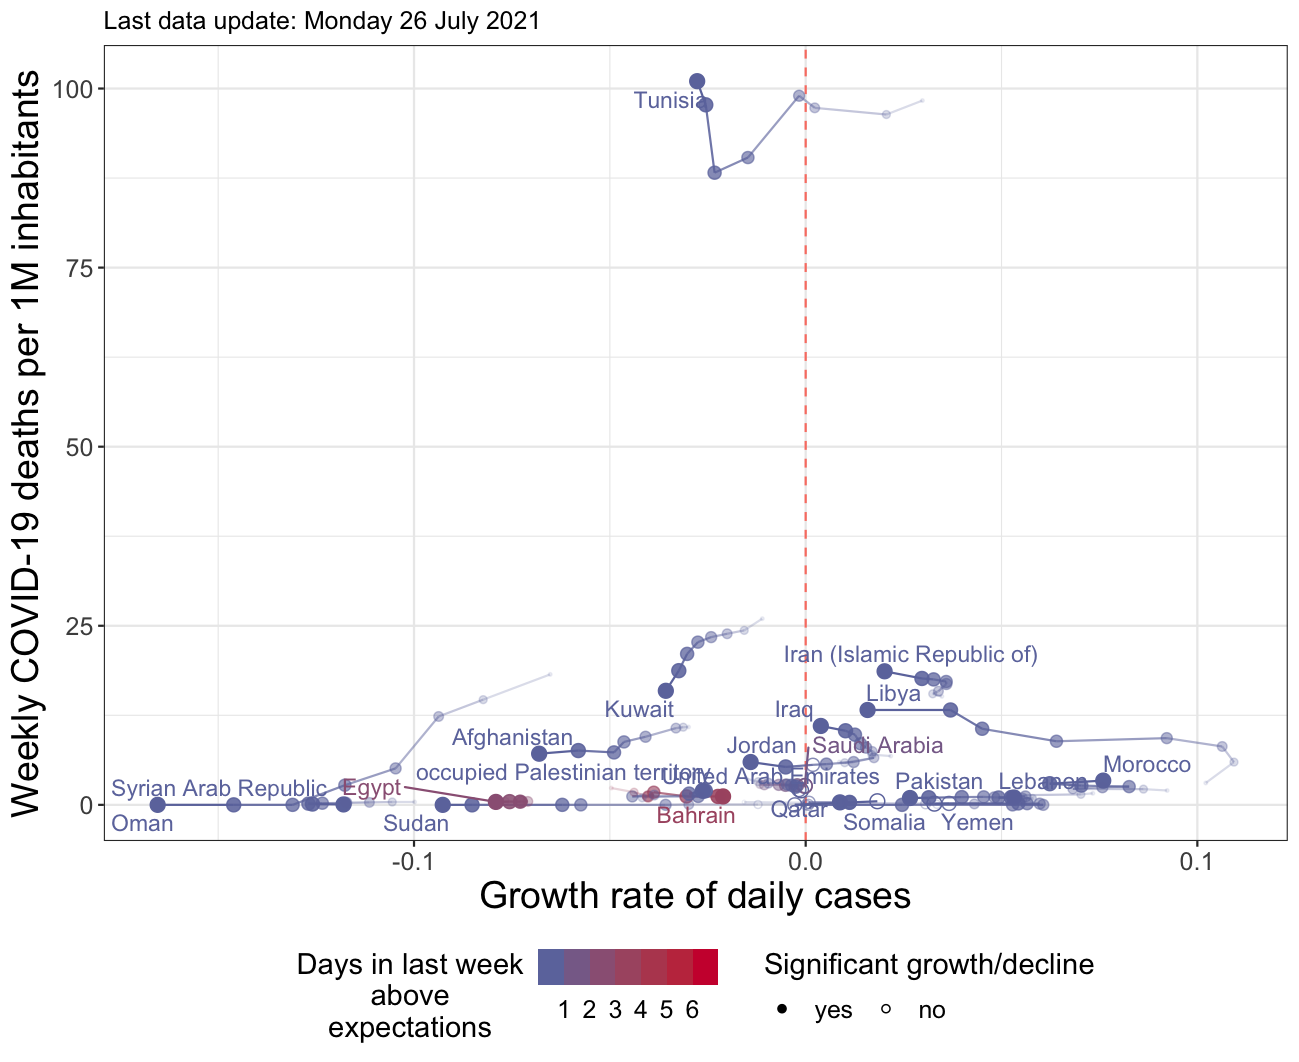 Last data update: Monday 26 July 2021
Weekly COVID-19 deaths per 1M inhabitants
100
75
50
25
0
Tunisia
Iran (Islamic Republic of)
Libya
Kuwait
Iraq
Afghanistan
Jordan
Saudi Arabia
Morocco
occupied Palestinian territory
United Arab Emirates
Pakistan
Lebanon
Syrian Arab Republic
Egypt
Oman
Sudan
Bahrain
Qatar
Somalia
Yemen
-0.1
0.0
0.1
Growth rate of daily cases
Days in last week
above
expectations
1 2 3 4 5 6
Significant growth/decline
yes
no